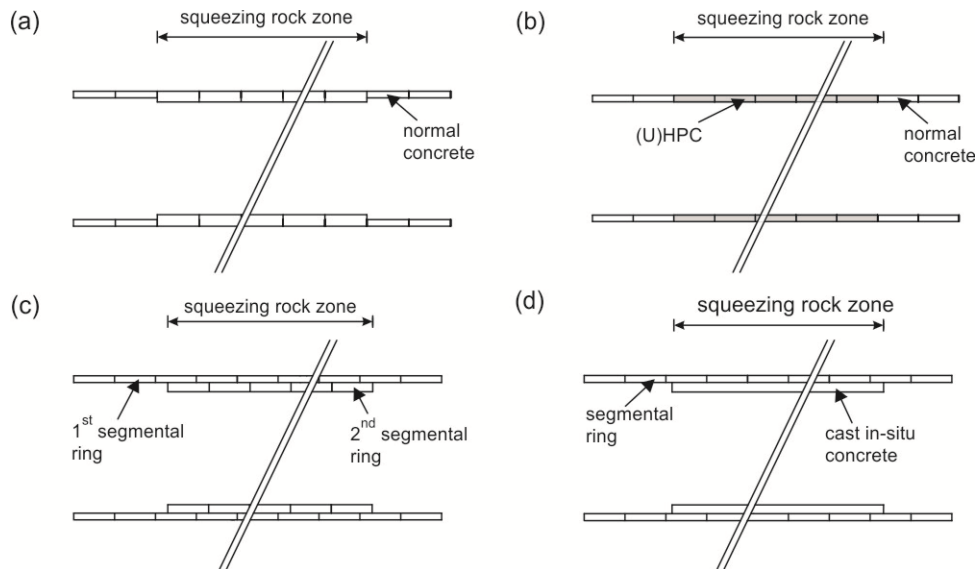 (a)
squeezing rock zone
normal
concrete
(b)
squeezing rock zone
(U)HPC
normal
concrete
(c)
squeezing rock zone
1st segmental
ring
2nd segmental
ring
(d)
squeezing rock zone
segmental
ring
cast in-situ
concrete